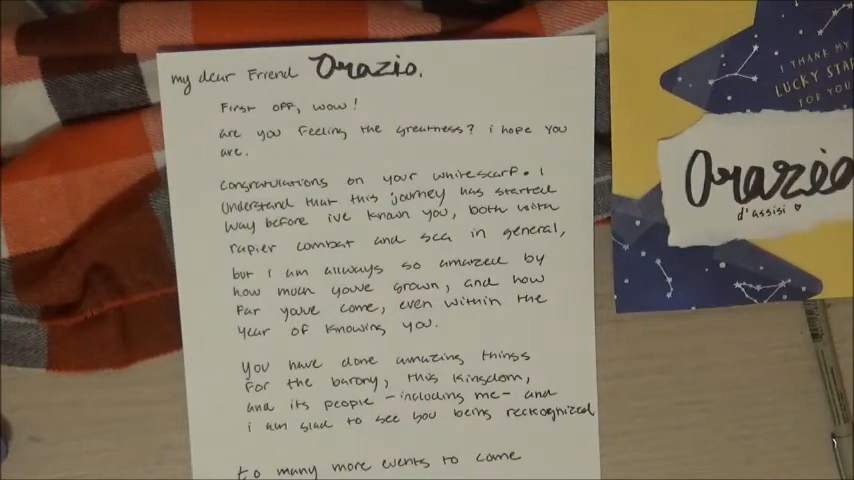 my dear Friend Orazio,
First off, wow!
are you feeling the greatness? i hope you
are.
Congratulations on your whitescarf. I
understand that this journey has started
way before ive known you, both with
rapier combat and sca in general,
but i am allways so amazed by
how much youve grown, and how
far youve come, even within the
year of knowing you.
you have done amazing things
for the barony, this kingdom,
and its people -including me- and
i am glad to see you being reckognized
to many more events to come
I THANK MY
LUCKY STAR
FOR YOU
Orazio
d'assisi